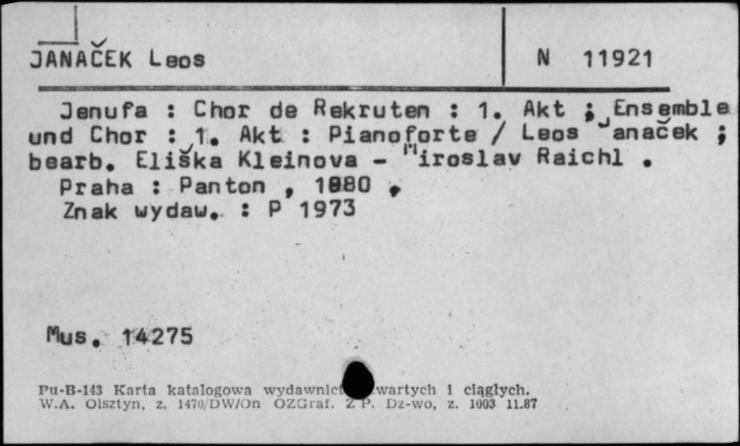 JANAČEK Leos
N 11921
Jenufa : Chor de Rekruten : 1. Akt ; Ensemble
und Chor : 1. Akt : Pianoforte / Leos Janaček ;
bearb. Eliška Kleinova - Miroslav Raichl .
Praha : Panton , 1980 .
Znak wydaw. : P 1973
Mus. 14275
Pu-B-143 Karta katalogowa wydawnict zwartych i ciągłych.
W.A. Olsztyn, z. 1470/DW/On OZGraf. Z P. Dz-wo, z. 1003 11.87